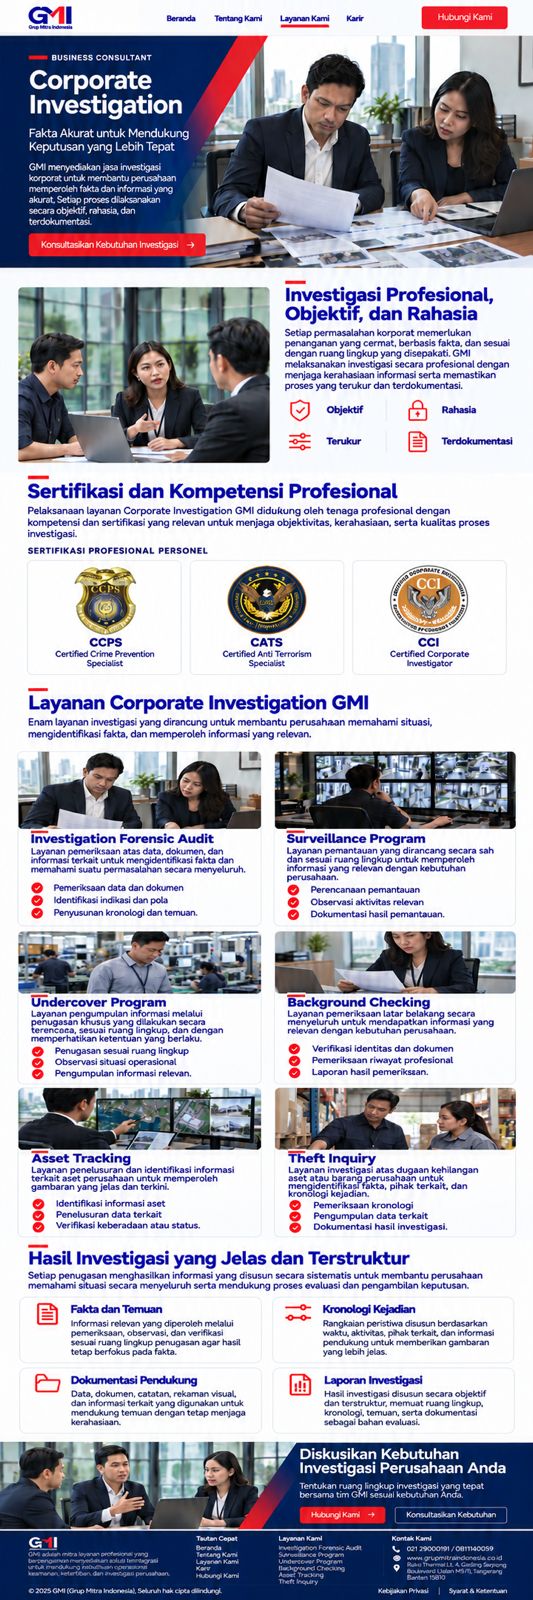 GMI
Grup Mitra Indonesia
Beranda Tentang Kami Layanan Kami Karir
Hubungi Kami
BUSINESS CONSULTANT
Corporate
Investigation
Fakta Akurat untuk Mendukung
Keputusan yang Lebih Tepat
GMI menyediakan jasa investigasi
korporat untuk membantu perusahaan
memperoleh fakta dan informasi yang
akurat, Setiap proses dilaksanakan
secara objektif, rahasia, dan
terdokumentasi.
Konsultasikan Kebutuhan Investigasi →
Investigasi Profesional,
Objektif, dan Rahasia
Setiap permasalahan korporat memerlukan
penanganan yang cermat, berbasis fakta, dan sesuai
dengan ruang lingkup yang disepakati. GMI
melaksanakan investigasi secara profesional dengan
menjaga kerahasiaan informasi serta memastikan
proses yang terukur dan terdokumentasi.
Objektif
Rahasia
Terukur
Terdokumentasi
Sertifikasi dan Kompetensi Profesional
Pelaksanaan layanan Corporate Investigation GMI didukung oleh tenaga profesional dengan
kompetensi dan sertifikasi yang relevan untuk menjaga objektivitas, kerahasiaan, serta kualitas proses
investigasi.
SERTIFIKASI PROFESIONAL PERSONEL
CCPS
CCI
CCPS
Certified Crime Prevention
Specialist
CATS
Certified Anti Terrorism
Specialist
CCI
Certified Corporate
Investigator
Layanan Corporate Investigation GMI
Enam layanan investigasi yang dirancang untuk membantu perusahaan memahami situasi,
mengidentifikasi fakta, dan memperoleh informasi yang relevan.
Investigation Forensic Audit
Layanan pemeriksaan atas data, dokumen, dan
informasi terkait untuk mengidentifikasi fakta dan
memahami suatu permasalahan secara menyeluruh.
Pemeriksaan data dan dokumen
Identifikasi indikasi dan pola
Penyusunan kronologi dan temuan.
Surveillance Program
Layanan pemantauan yang dirancang secara sah
dan sesuai ruang lingkup untuk memperoleh
informasi yang relevan dengan kebutuhan
perusahaan.
Perencanaan pemantauan
Observasi aktivitas relevan
Dokumentasi hasil pemantauan.
Undercover Program
Layanan pengumpulan informasi melalui
penugasan khusus yang dilakukan secara
terencota, sesuai ruang lingkup, dan dengan
memperhatikan ketentuan yang berlaku.
Penugasan sesuai ruang lingkup
Observasi situasi operasional
Pengumpulan informasi relevan.
Background Checking
Layanan pemeriksaan latar belakang secara
menyeluruh untuk mendapatkan informasi yang
relevan dengan kebutuhan perusahaan.
Verifikasi identitas dan dokumen
Pemeriksaan riwayat profesional
Laporan hasil pemeriksaan.
Asset Tracking
Layanan penelusuran dan identifikasi informasi
terkait aset perusahaan untuk memperoleh
gambaran yang jelas dan terkini.
Identifikasi informasi aset
Penelusuran data terkait
Verifikasi keberadaan atau status.
Theft Inquiry
Layanan investigasi atas dugaan kehilangan
aset atau barang perusahaan untuk
mengidentifikasi fakta, pihak terkait, dan
kronologi kejadian.
Pemeriksaan kronologi
Pengumpulan data terkait
Dokumentasi hasil investigasi.
Hasil Investigasi yang Jelas dan Terstruktur
Setiap penugasan menghasilkan informasi yang disusun secara sistematis untuk membantu perusahaan
memahami situasi secara menyeluruh serta mendukung proses evaluasi dan pengambilan keputusan.
Fakta dan Temuan
Informasi relevan yang diperoleh melalui
pemeriksaan, observasi, dan verifikasi
sesuai ruang lingkup penugasan agar hasil
tetap berfokus pada fakta.
Kronologi Kejadian
Rangkaian peristiwa disusun berdasarkan
waktu, aktivitas, pihak terkait, dan informasi
pendukung untuk memberikan gambaran
yang lebih jelas.
Dokumentasi Pendukung
Data, dokumen, catatan, rekaman visual,
dan informasi terkait yang digunakan untuk
mendukung temuan dengan tetap menjaga
kerahasiaan.
Laporan Investigasi
Hasil investigasi disusun secara objektif
dan terstruktur, memuat ruang lingkup,
kronologi, temuan, serta dokumentasi
sebagai bahan evaluasi.
Diskusikan Kebutuhan
Investigasi Perusahaan Anda
Tentukan ruang lingkup investigasi yang tepat
bersama tim GMI sesuai kebutuhan Anda.
Hubungi Kami →
Konsultasikan Kebutuhan
GMI
GMI adalah mitra layanan profesional yang
keamanan, ketertiban, dan investigasi perusahaan.
Tautan Cepat
Beranda
Tentang Kami
Layanan Kami
Karir
Hubungi Kami
Layanan Kami
Investigation Forensic Audit
Surveillance Program
Undercover Program
Background Checking
Asset Tracking
Theft Inquiry
Kontak Kami
021 29000191 / 0811140059
www.grupmitraindonesia.co.id
Banten 15810
© 2025 GMI (Grup Mitra Indonesia), Seluruh hak cipta dilindungi.
Kebijakan Privasi | Syarat & Ketentuan